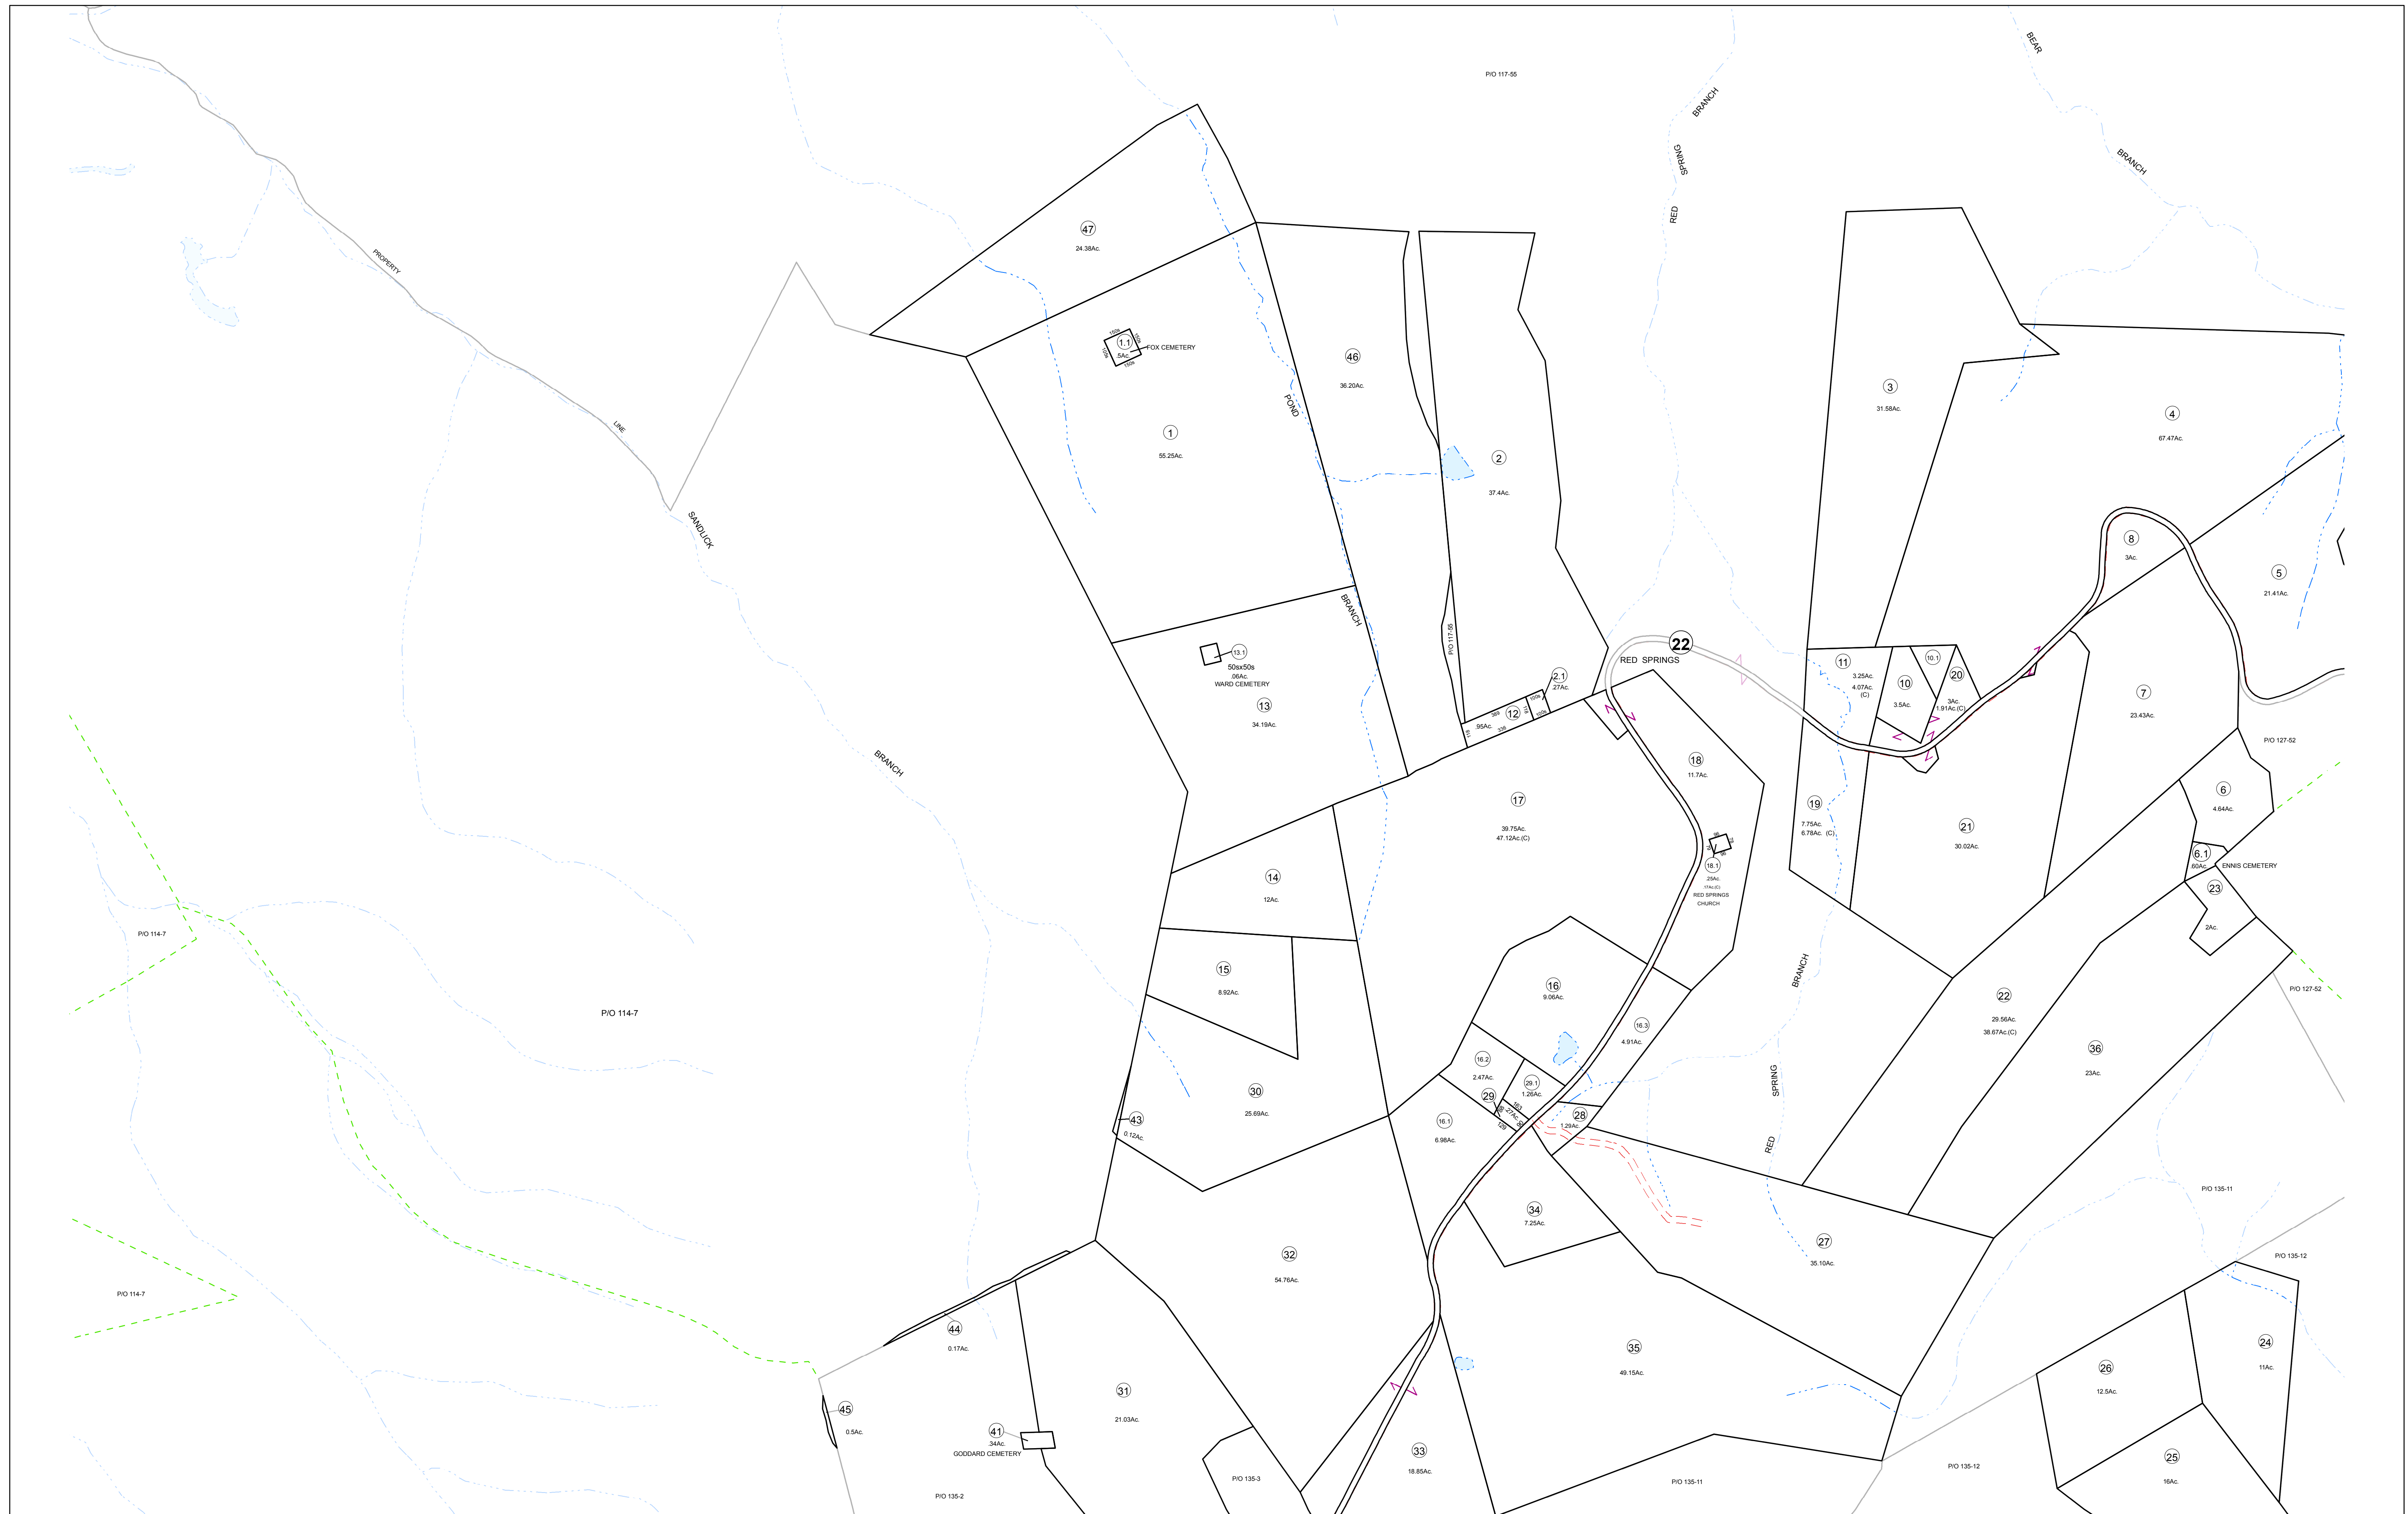 P/O 117-55
BEAR
BRANCH
BRANCH
SPRING
RED
47
24.38Ac.
PROPERTY
LINE
150s
1.1
150s
.5Ac.
150s
150s
FOX CEMETERY
46
36.20Ac.
POND
1
55.25Ac.
2
37.4Ac.
3
31.58Ac.
4
67.47Ac.
SANDLICK
8
3Ac.
5
21.41Ac.
BRANCH
P/O 117-55
22
RED SPRINGS
13.1
50sx50s
.06Ac.
WARD CEMETERY
13
34.19Ac.
2.1
.27Ac.
100s
100s
12
.95Ac.
11
3.25Ac.
4.07Ac.
(C)
10
3.5Ac.
10.1
20
3Ac.
1.91Ac.(C)
7
23.43Ac.
P/O 127-52
BRANCH
18
11.7Ac.
17
39.75Ac.
47.12Ac.(C)
19
7.75Ac.
6.78Ac. (C)
21
30.02Ac.
6
4.64Ac.
6.1
.60Ac.
ENNIS CEMETERY
18.1
.25Ac.
.17Ac.(C)
RED SPRINGS
CHURCH
14
12Ac.
23
2Ac.
P/O 114-7
15
8.92Ac.
16
9.06Ac.
BRANCH
22
29.56Ac.
38.67Ac.(C)
P/O 127-52
P/O 114-7
16.3
4.91Ac.
36
23Ac.
16.2
2.47Ac.
29.1
1.26Ac.
SPRING
30
25.69Ac.
29
163
.27Ac.
129
28
1.29Ac.
43
0.12Ac.
16.1
6.98Ac.
RED
P/O 135-11
34
7.25Ac.
27
35.10Ac.
32
54.76Ac.
P/O 135-12
P/O 114-7
44
0.17Ac.
35
49.15Ac.
24
11Ac.
26
12.5Ac.
31
21.03Ac.
45
0.5Ac.
41
.34Ac.
GODDARD CEMETERY
33
18.85Ac.
25
16Ac.
P/O 135-3
P/O 135-11
P/O 135-12
P/O 135-2